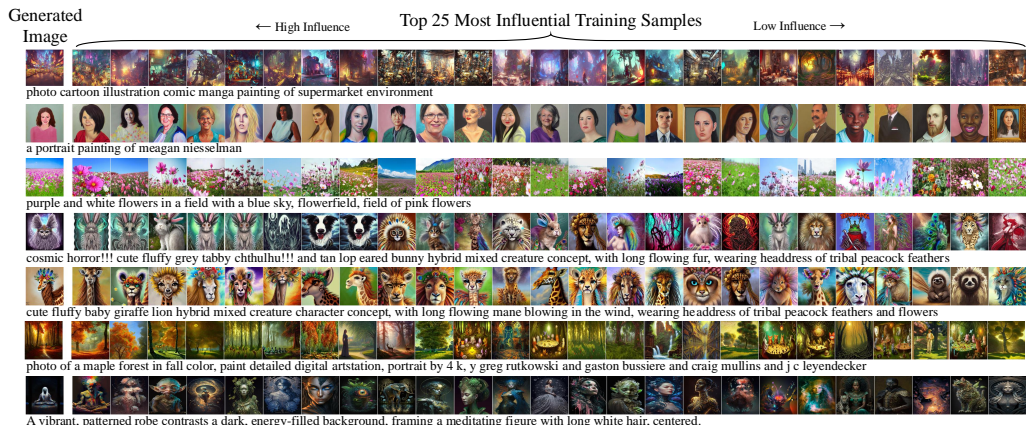 Generated Image
Top 25 Most Influential Training Samples
← High Influence
Low Influence →
photo cartoon illustration comic manga painting of supermarket environment
a portrait painting of meagan niesselman
purple and white flowers in a field with a blue sky, flowerfield, field of pink flowers
cosmic horror!!! cute fluffy grey tabby chthulhu!!! and tan lop eared bunny hybrid mixed creature concept, with long flowing fur, wearing headdress of tribal peacock feathers
cute fluffy baby giraffe lion hybrid mixed creature character concept, with long flowing mane blowing in the wind, wearing headdress of tribal peacock feathers and flowers
photo of a maple forest in fall color, paint detailed digital artstation, portrait by 4 k, y greg rutkowski and gaston bussiere and craig mullins and j c leyendecker
A vibrant, patterned robe contrasts a dark, energy-filled background, framing a meditating figure with long white hair, centered.